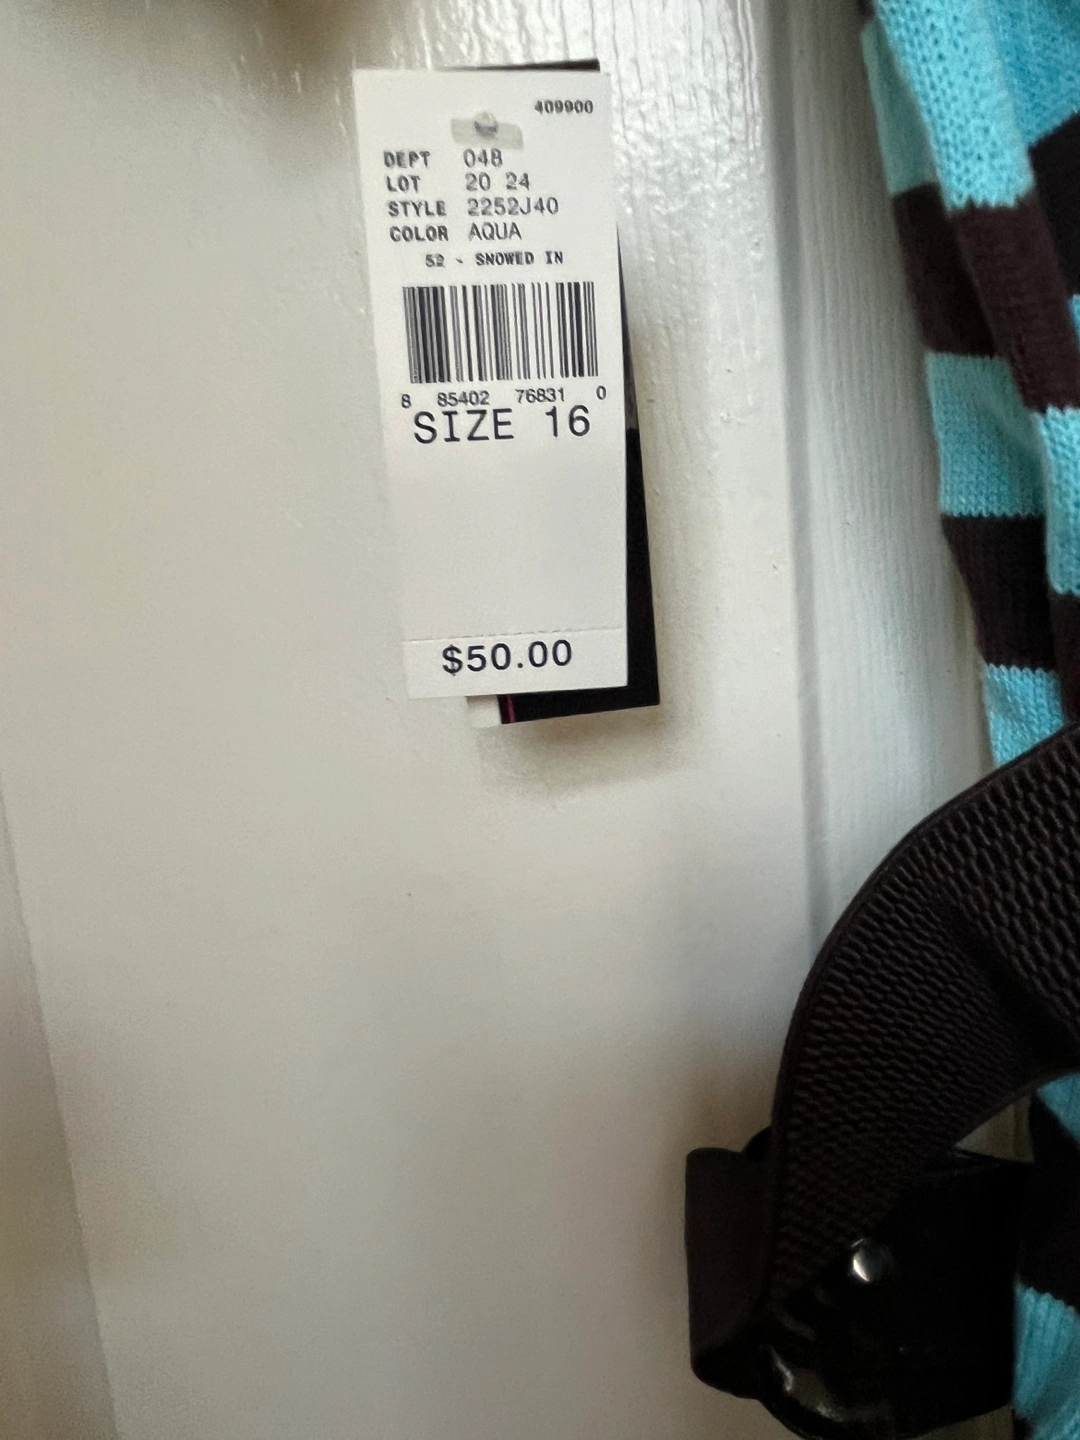 409900
DEPT 048
LOT 20 24
STYLE 2252J40
COLOR AQUA
52 - SNOWED IN
8 85402 76831 0
SIZE 16
$50.00